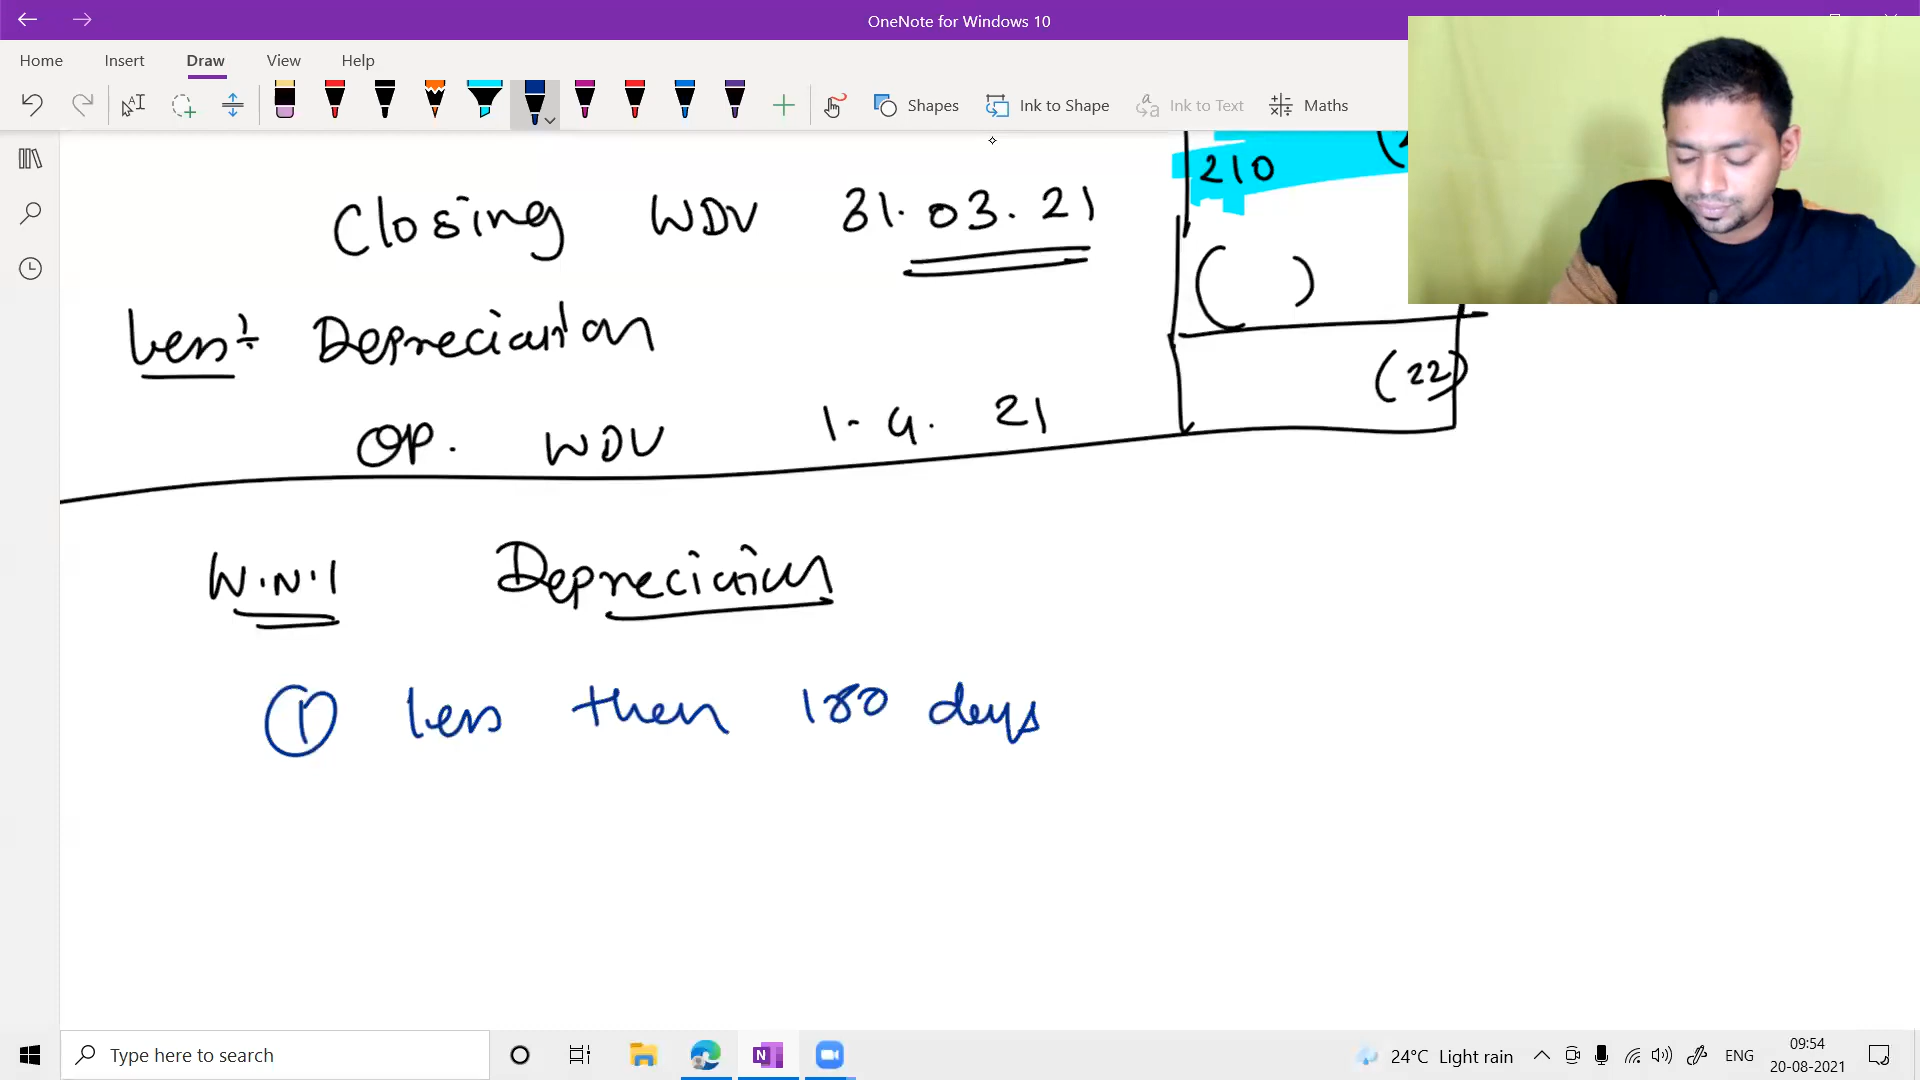 OneNote for Windows 10
Home Insert Draw View Help
Shapes Ink to Shape Ink to Text Maths
210
Closing WDV 31.03.21
( )
Less÷ Depreciation
(22)
OP. WDV 1-4. 21
W.N.1 Depreciation
① less then 180 days
Type here to search
N
24°C Light rain
ENG
09:54
20-08-2021